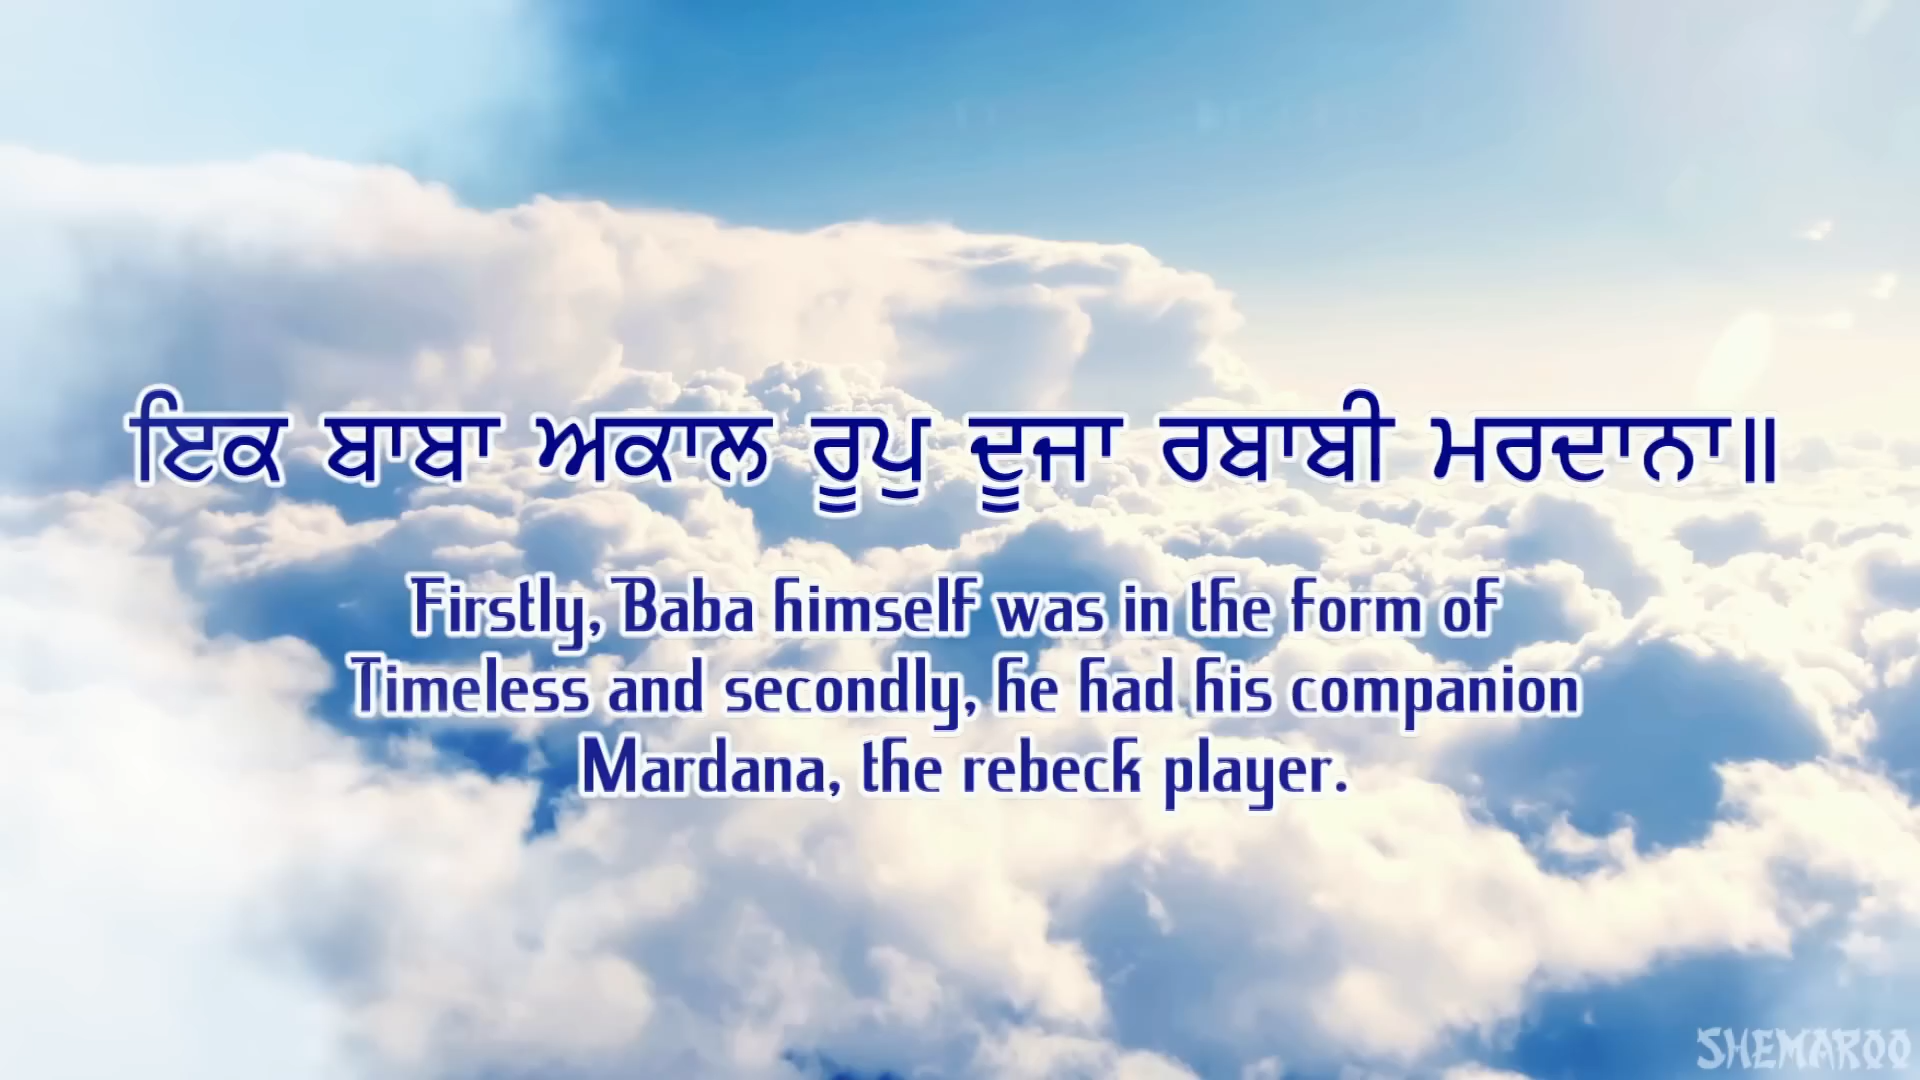 ਇਕ ਬਾਬਾ ਅਕਾਲ ਰੂਪੁ ਦੂਜਾ ਰਬਾਬੀ ਮਰਦਾਨਾ॥
Firstly, Baba himself was in the form of
Timeless and secondly, he had his companion
Mardana, the rebeck player.
SHEMAROO